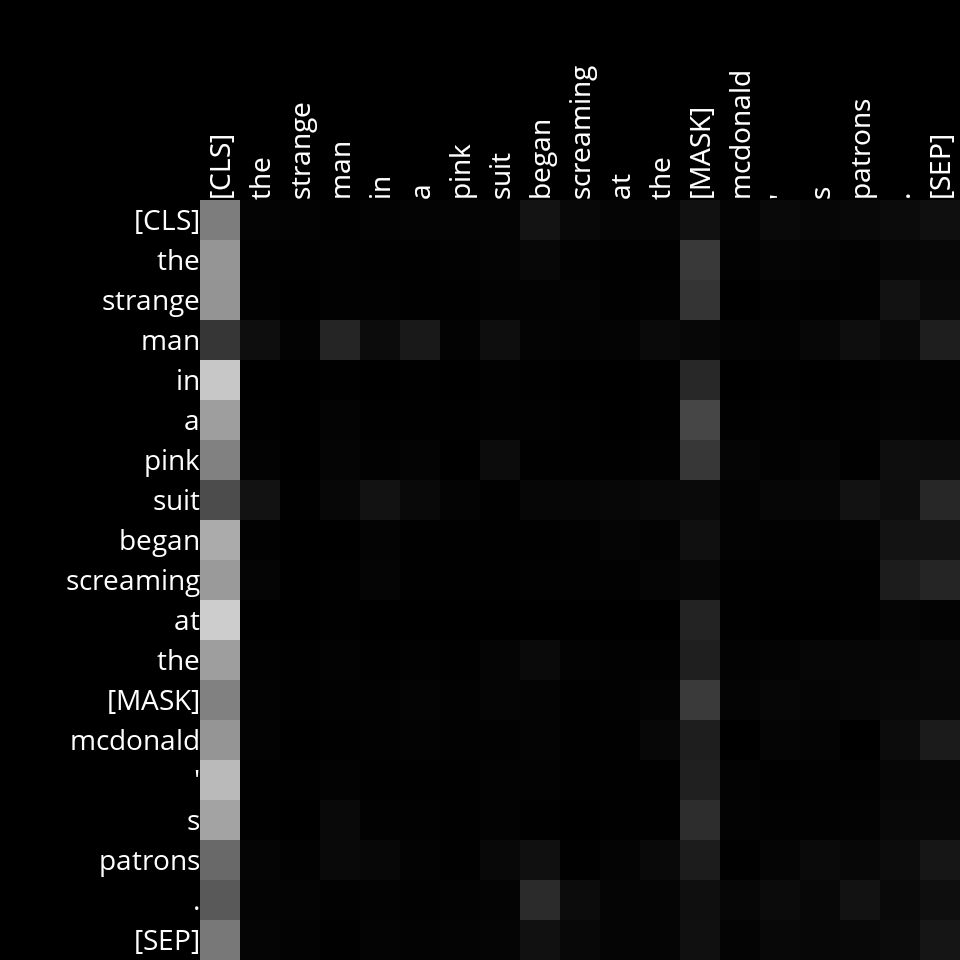 [CLS] the strange man in a pink suit began screaming at the [MASK] mcdonald ' s patrons . [SEP]
[CLS]
the
strange
man
in
a
pink
suit
began
screaming
at
the
[MASK]
mcdonald
'
s
patrons
.
[SEP]